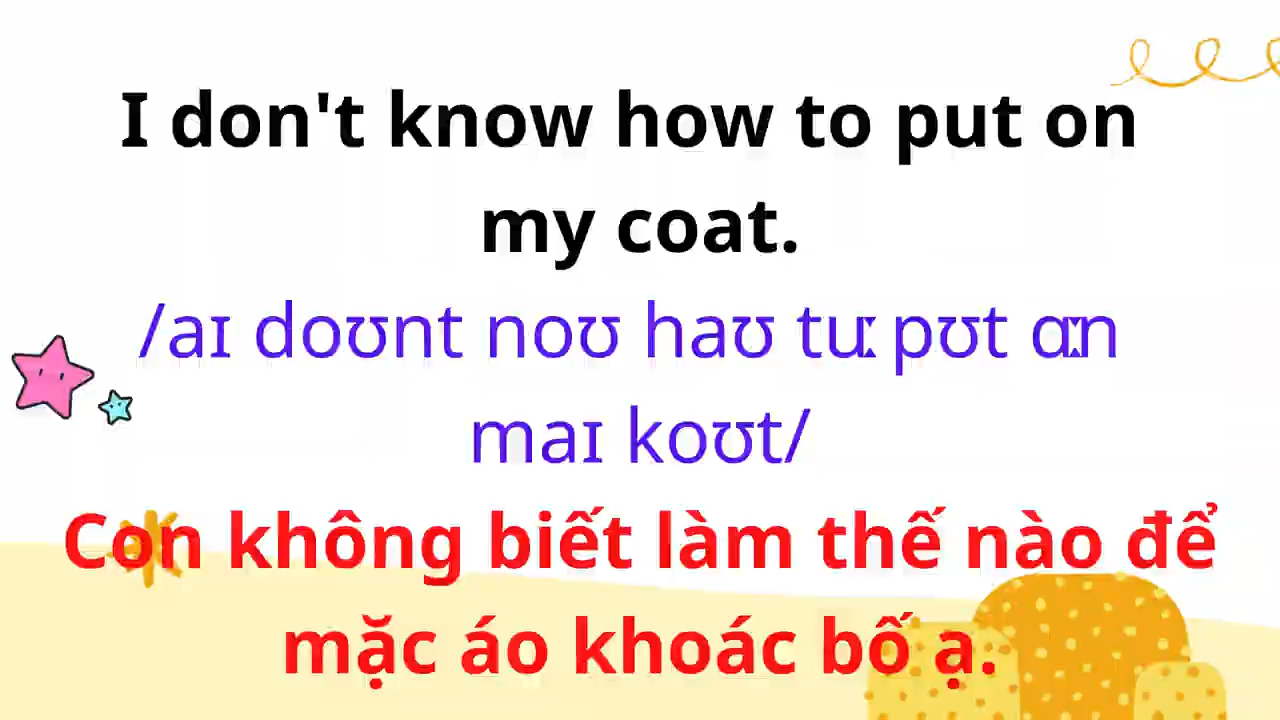 I don't know how to put on
my coat.
/aɪ doʊnt noʊ haʊ tuː pʊt ɑːn
maɪ koʊt/
Con không biết làm thế nào để
mặc áo khoác bố ạ.